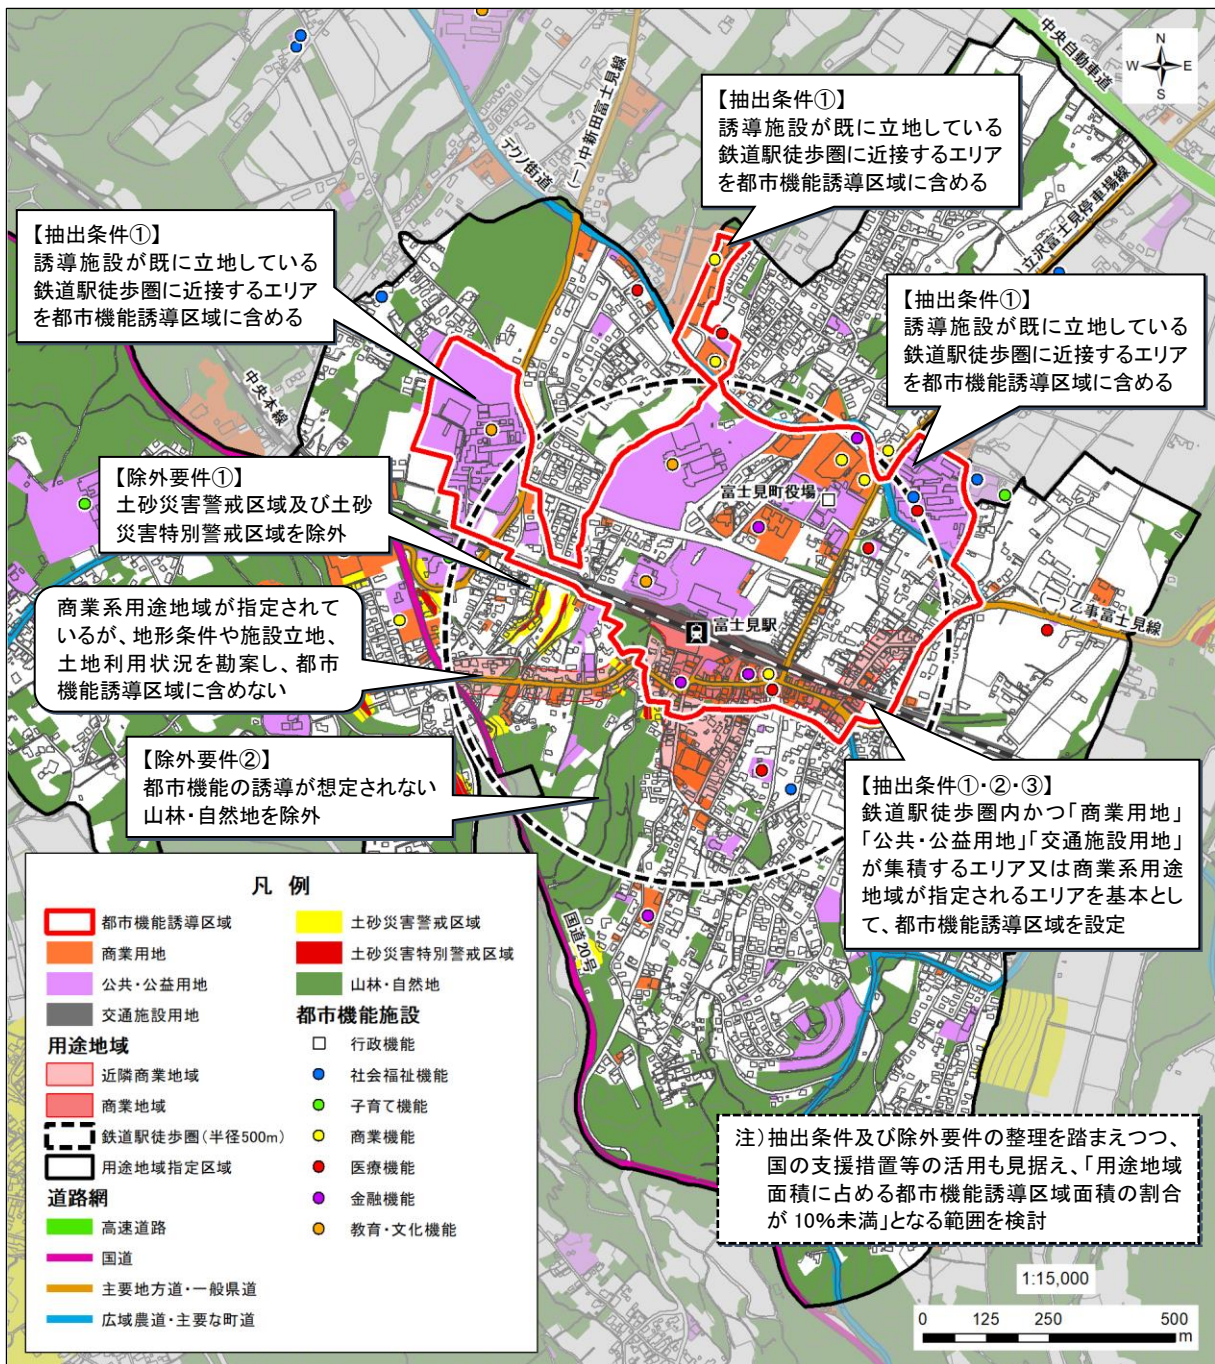 中央自動車道
N
W E
S
【抽出条件①】
誘導施設が既に立地している
鉄道駅徒歩圏に近接するエリア
を都市機能誘導区域に含める
(一)中新田富士見線
テクノ街道
立沢富士見停車場線
【抽出条件①】
誘導施設が既に立地している
鉄道駅徒歩圏に近接するエリア
を都市機能誘導区域に含める
【抽出条件①】
誘導施設が既に立地している
鉄道駅徒歩圏に近接するエリア
を都市機能誘導区域に含める
中央本線
【除外要件①】
土砂災害警戒区域及び土砂
災害特別警戒区域を除外
富士見町役場
商業系用途地域が指定されて
いるが、地形条件や施設立地、
土地利用状況を勘案し、都市
機能誘導区域に含めない
富士見駅
(一)乙事富士見線
【除外要件②】
都市機能の誘導が想定されない
山林・自然地を除外
【抽出条件①・②・③】
鉄道駅徒歩圏内かつ「商業用地」
「公共・公益用地」「交通施設用地」
が集積するエリア又は商業系用途
地域が指定されるエリアを基本とし
て、都市機能誘導区域を設定
国道20号
凡 例
都市機能誘導区域
商業用地
公共・公益用地
交通施設用地
用途地域
近隣商業地域
商業地域
鉄道駅徒歩圏(半径500m)
用途地域指定区域
道路網
高速道路
国道
主要地方道・一般県道
広域農道・主要な町道
土砂災害警戒区域
土砂災害特別警戒区域
山林・自然地
都市機能施設
行政機能
社会福祉機能
子育て機能
商業機能
医療機能
金融機能
教育・文化機能
注)抽出条件及び除外要件の整理を踏まえつつ、
国の支援措置等の活用も見据え、「用途地域
面積に占める都市機能誘導区域面積の割合
が 10%未満」となる範囲を検討
1:15,000
0 125 250 500
m